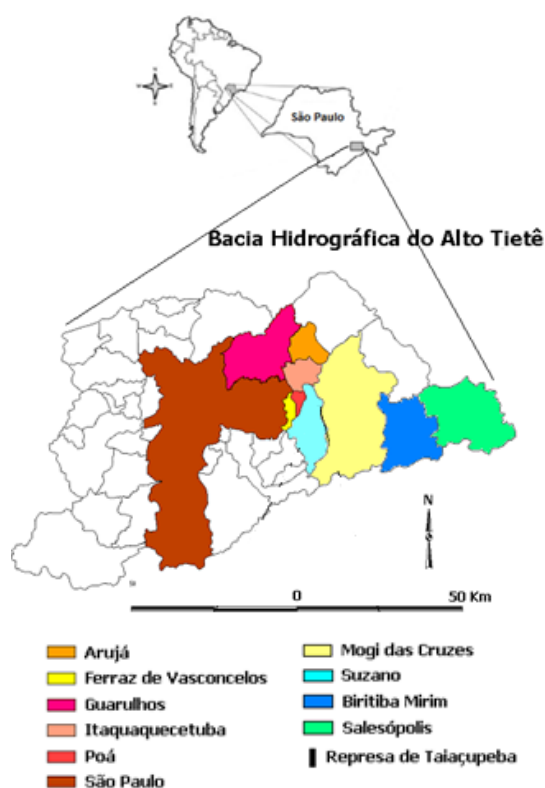 São Paulo
Bacia Hidrográfica do Alto Tietê
N
0 50 Km
Arujá
Ferraz de Vasconcelos
Guarulhos
Itaquaquecetuba
Poá
São Paulo
Mogi das Cruzes
Suzano
Biritiba Mirim
Salesópolis
Represa de Taiaçupeba